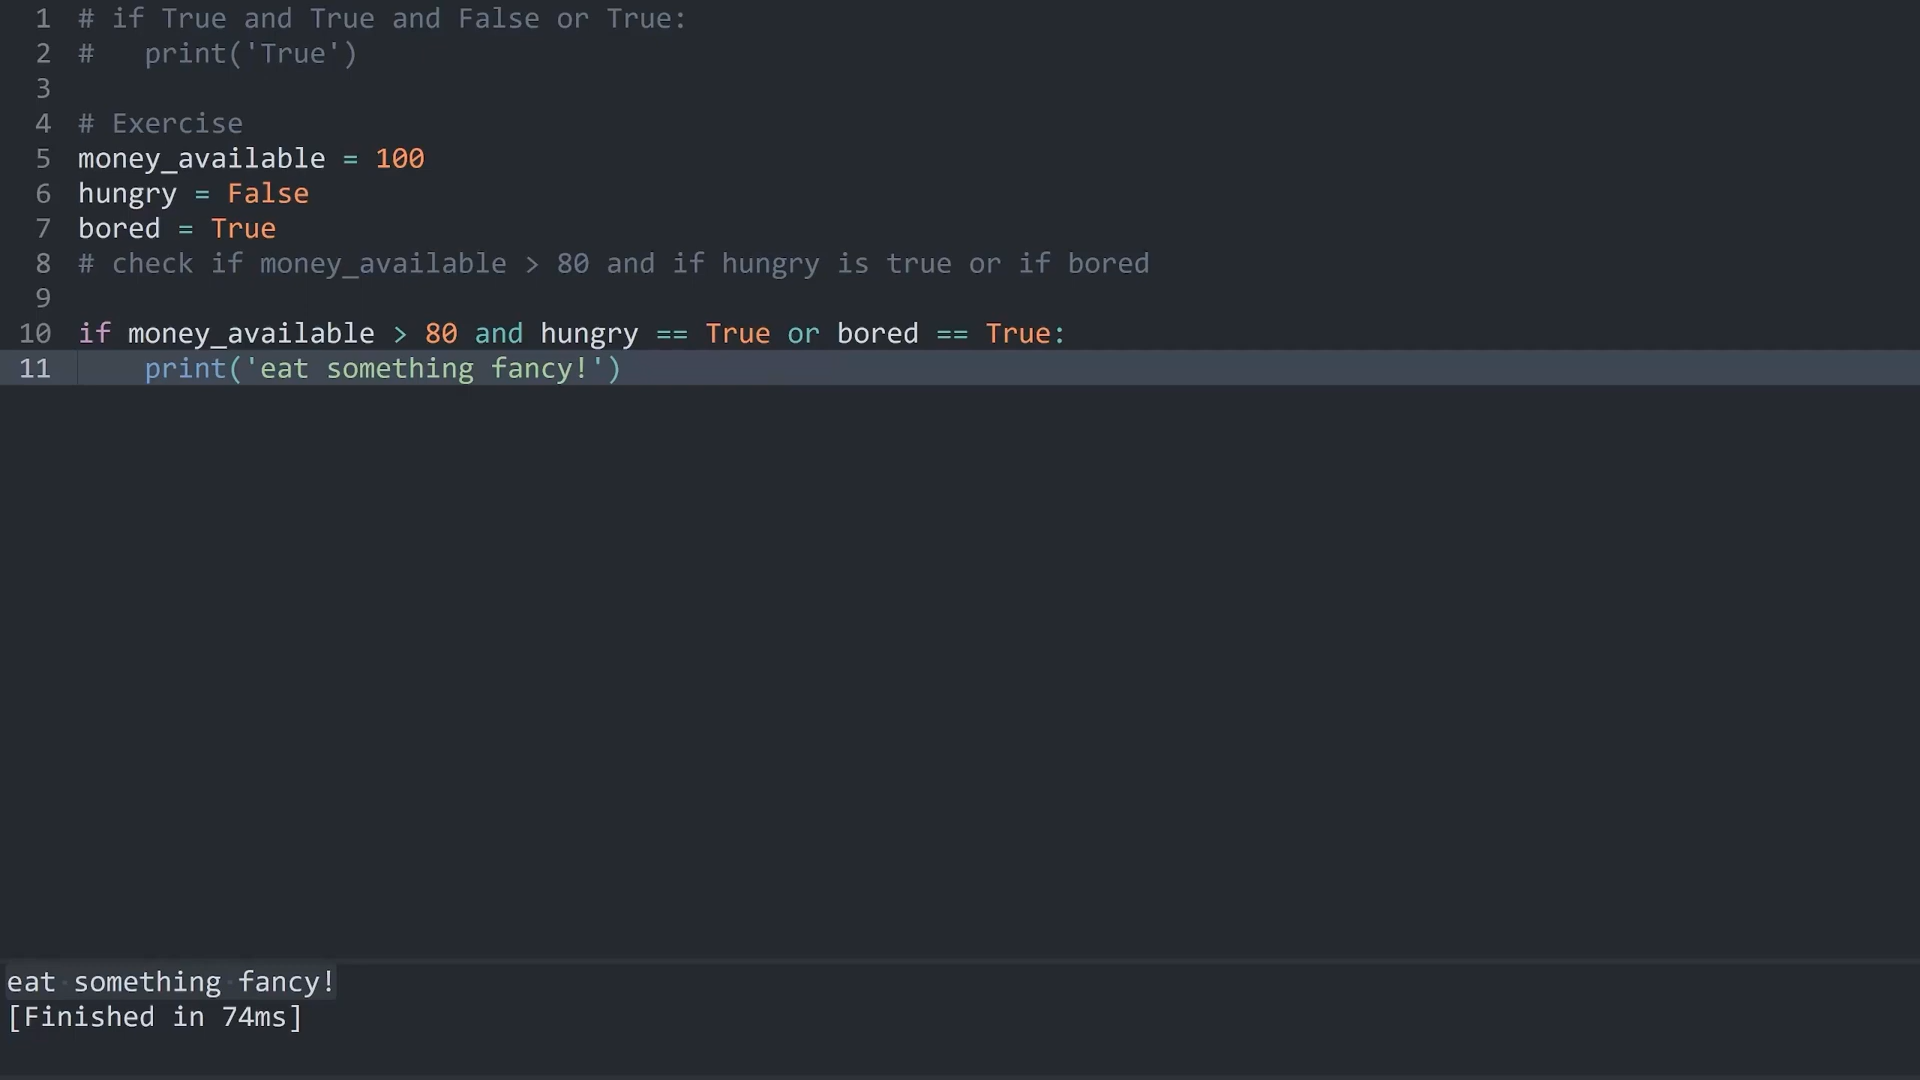 1 # if True and True and False or True:
2 #   print('True')
3
4 # Exercise
5 money_available = 100
6 hungry = False
7 bored = True
8 # check if money_available > 80 and if hungry is true or if bored
9
10 if money_available > 80 and hungry == True or bored == True:
11     print('eat something fancy!')
eat something fancy!
[Finished in 74ms]